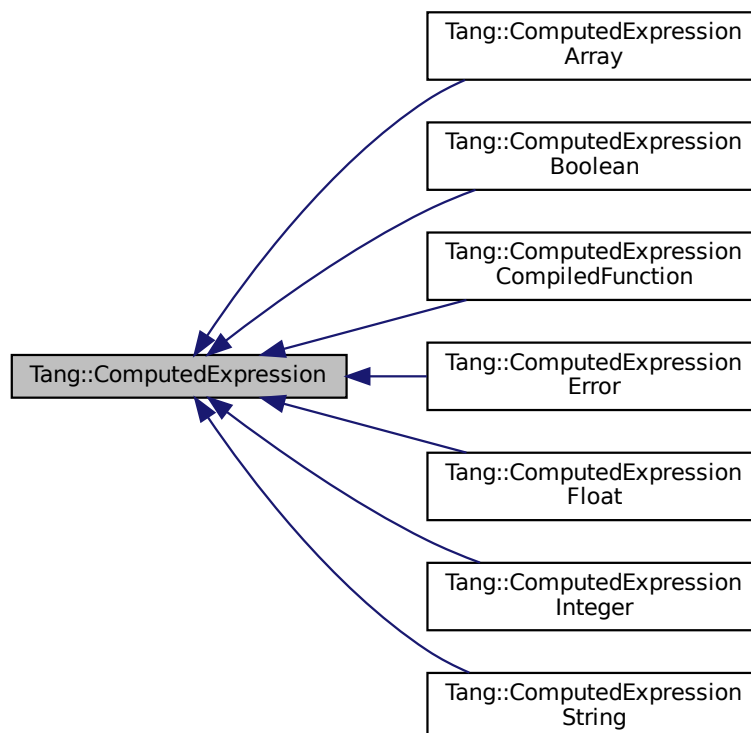 Tang::ComputedExpression
Array
Tang::ComputedExpression
Boolean
Tang::ComputedExpression
CompiledFunction
Tang::ComputedExpression
Tang::ComputedExpression
Error
Tang::ComputedExpression
Float
Tang::ComputedExpression
Integer
Tang::ComputedExpression
String